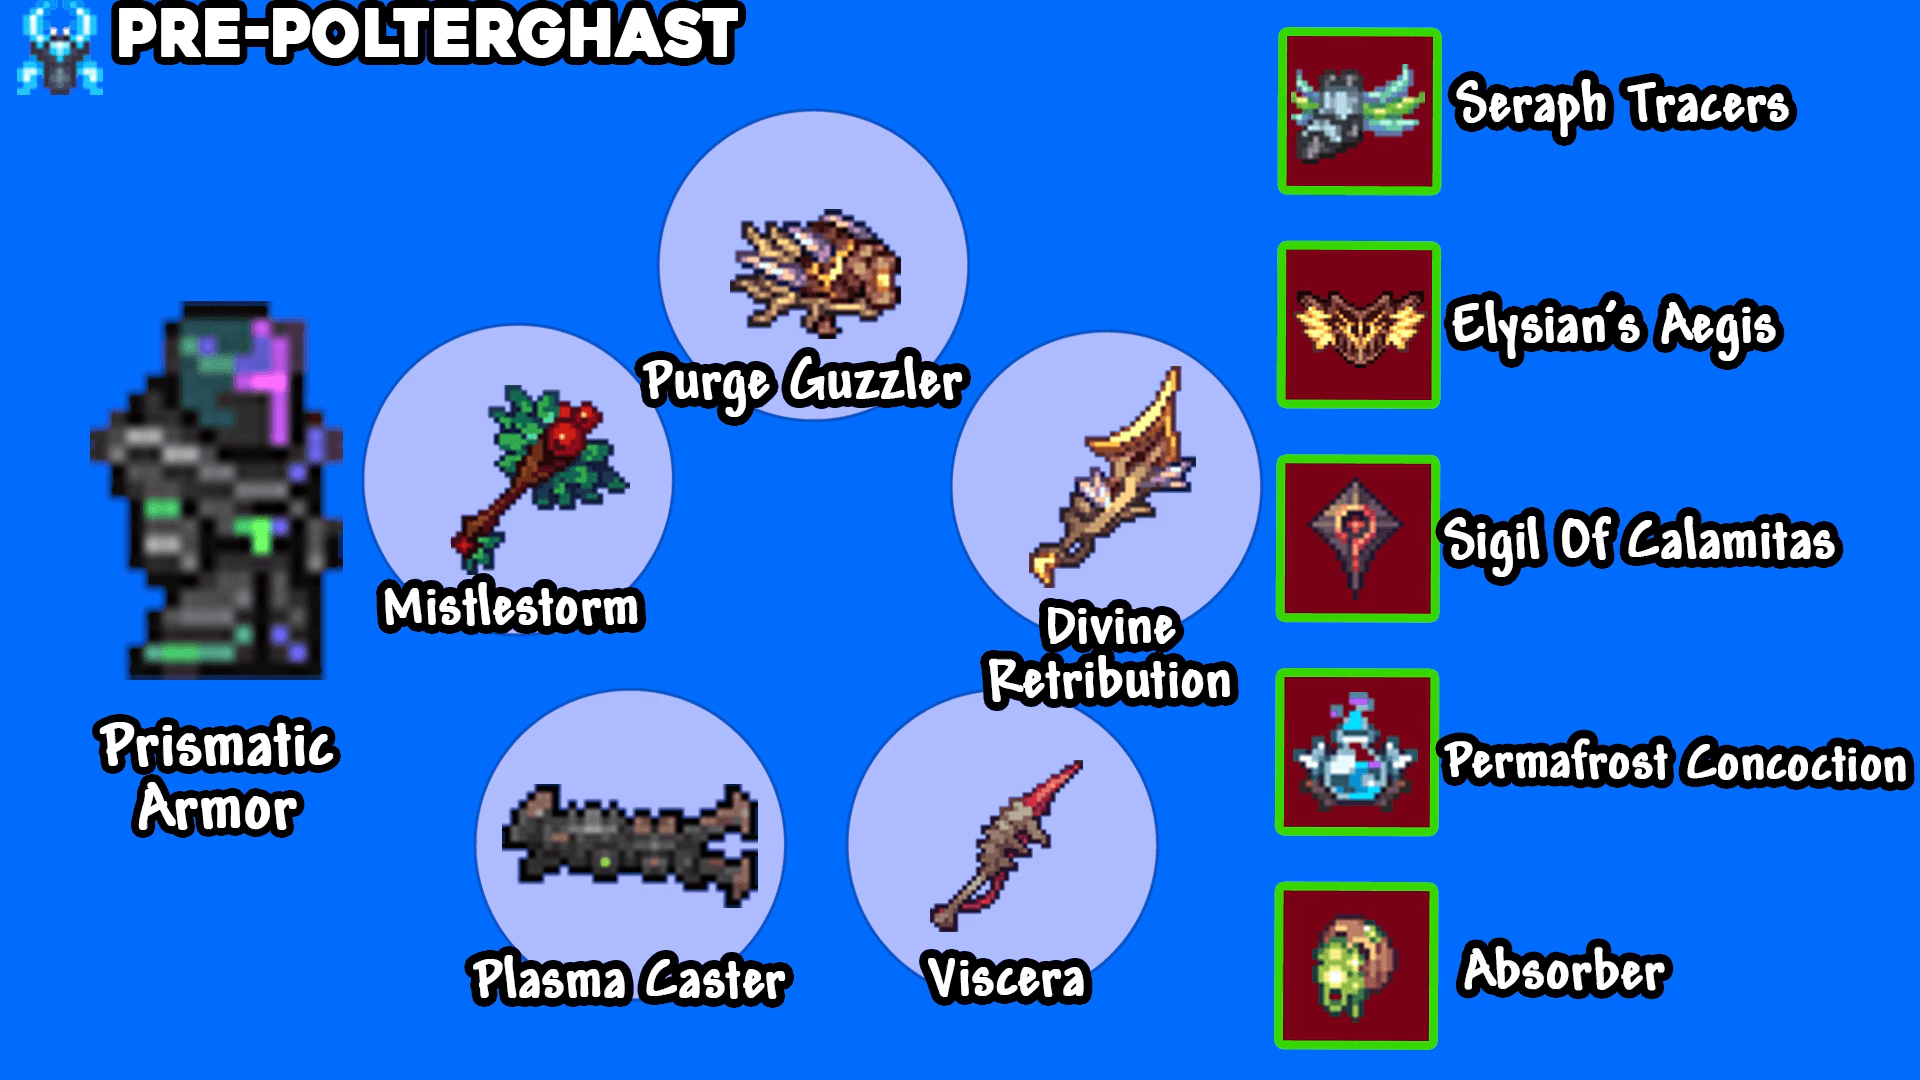 PRE-POLTERGHAST
Seraph Tracers
Elysian's Aegis
Purge Guzzler
Sigil Of Calamitas
Mistlestorm
Divine
Retribution
Prismatic
Armor
Permafrost Concoction
Plasma Caster
Viscera
Absorber